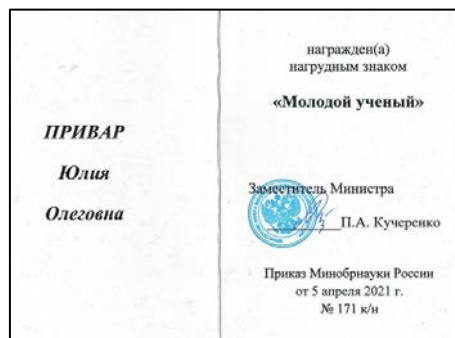 ПРИВАР
Юлия
Олеговна
награжден(а)
нагрудным знаком
«Молодой ученый»
Заместитель Министра
П.А. Кучеренко
Приказ Минобрнауки России
от 5 апреля 2021 г.
№ 171 к/н